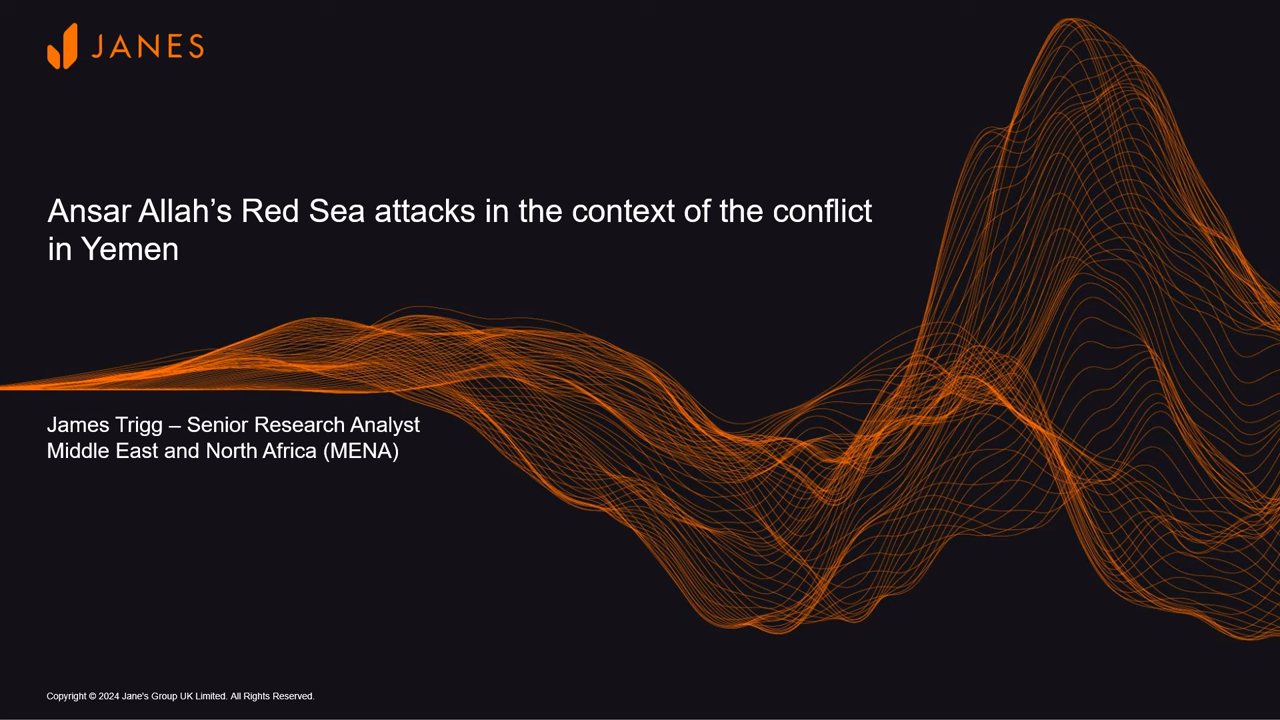 JANES
Ansar Allah’s Red Sea attacks in the context of the conflict
in Yemen
James Trigg – Senior Research Analyst
Middle East and North Africa (MENA)
Copyright © 2024 Jane's Group UK Limited. All Rights Reserved.